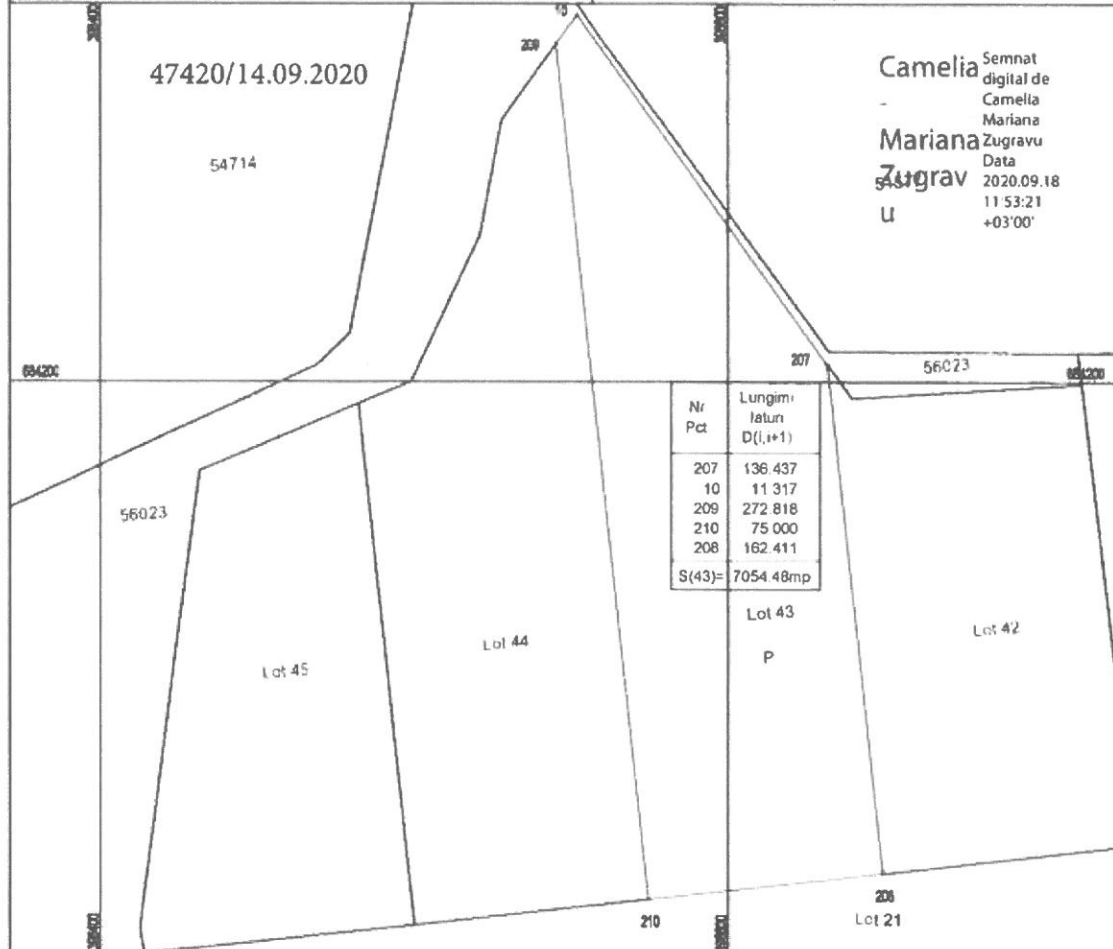 10
209
47420/14.09.2020
Camelia
-
Mariana
Zugrav
u
Semnat
digital de
Camelia
Mariana
Zugravu
Data
2020.09.18
11:53:21
+03'00'
54714
207
56023
684200
684200
Nr Pct
Lungimi laturi D(i,i+1)
207 136.437
10 11.317
209 272.818
210 75.000
208 162.411
S(43)= 7054.48mp
56023
Lot 43
P
Lot 42
Lot 44
Lot 45
208
210
Lot 21